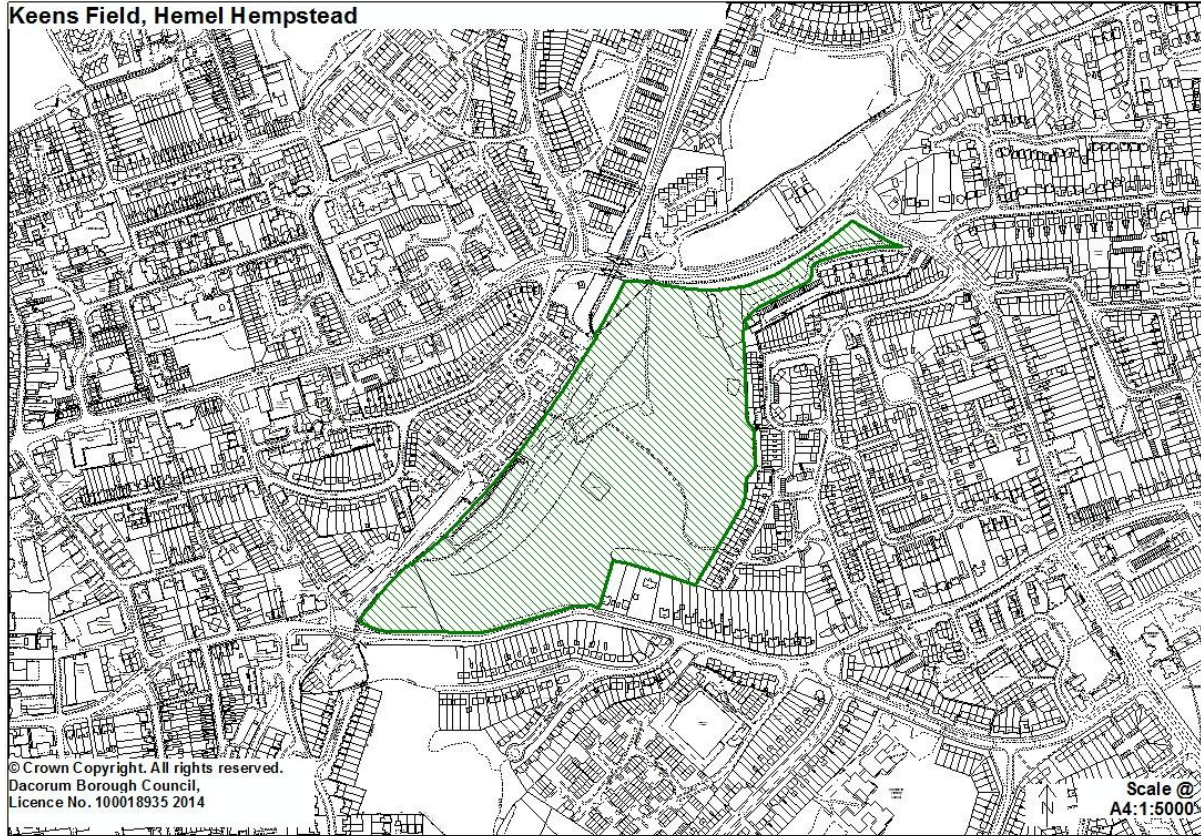 Keens Field, Hemel Hempstead
© Crown Copyright. All rights reserved.
Dacorum Borough Council,
Licence No. 100018935 2014
N
Scale @
A4:1:5000